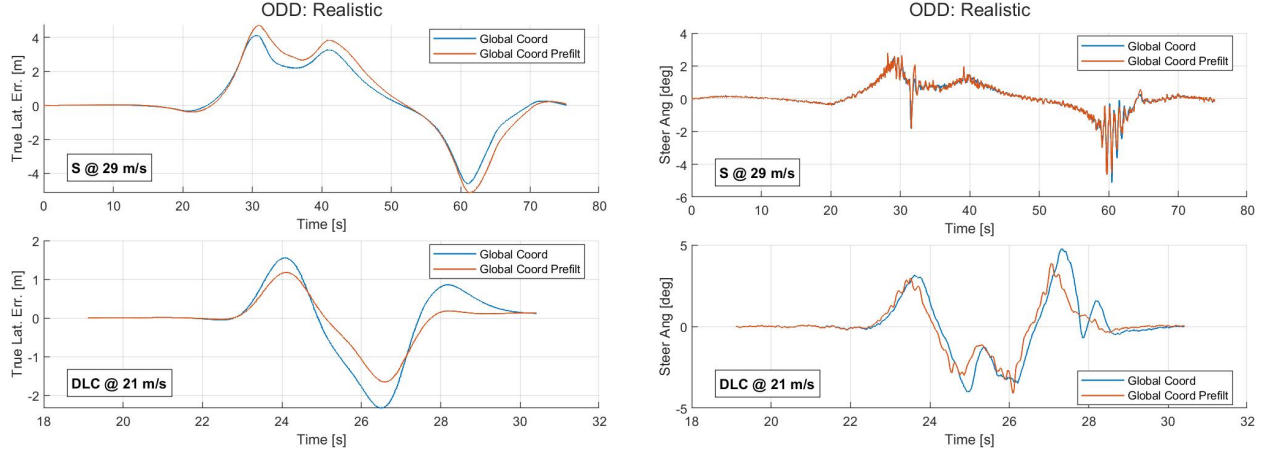 ODD: Realistic
True Lat. Err. [m]
4
2
0
-2
-4
Global Coord
Global Coord Prefilt
S @ 29 m/s
0 10 20 30 40 50 60 70 80
Time [s]
True Lat. Err. [m]
2
1
0
-1
-2
Global Coord
Global Coord Prefilt
DLC @ 21 m/s
18 20 22 24 26 28 30 32
Time [s]
ODD: Realistic
Steer Ang [deg]
4
2
0
-2
-4
-6
Global Coord
Global Coord Prefilt
S @ 29 m/s
0 10 20 30 40 50 60 70 80
Time [s]
Steer Ang [deg]
5
0
-5
DLC @ 21 m/s
Global Coord
Global Coord Prefilt
18 20 22 24 26 28 30 32
Time [s]